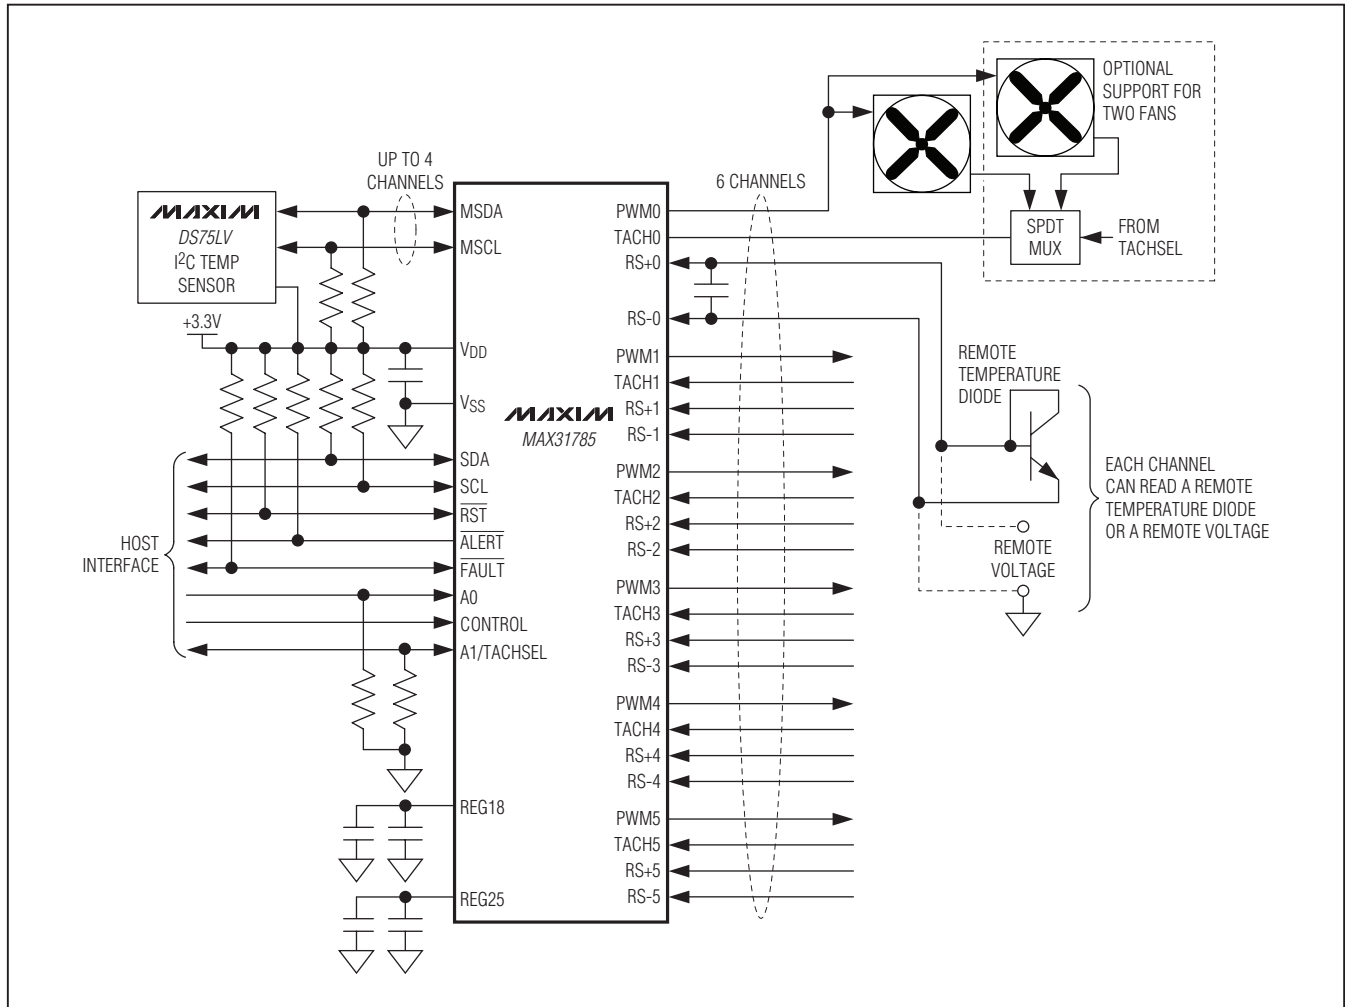 OPTIONAL
SUPPORT FOR
TWO FANS
UP TO 4
CHANNELS
6 CHANNELS
MAXIM
DS75LV
I2C TEMP
SENSOR
MSDA
MSCL
PWM0
TACH0
RS+0
RS-0
SPDT
MUX
FROM
TACHSEL
+3.3V
VDD
VSS
MAXIM
MAX31785
PWM1
TACH1
RS+1
RS-1
REMOTE
TEMPERATURE
DIODE
HOST
INTERFACE
SDA
SCL
RST
ALERT
FAULT
A0
CONTROL
A1/TACHSEL
PWM2
TACH2
RS+2
RS-2
EACH CHANNEL
CAN READ A REMOTE
TEMPERATURE DIODE
OR A REMOTE VOLTAGE
REMOTE
VOLTAGE
PWM3
TACH3
RS+3
RS-3
PWM4
TACH4
RS+4
RS-4
REG18
REG25
PWM5
TACH5
RS+5
RS-5